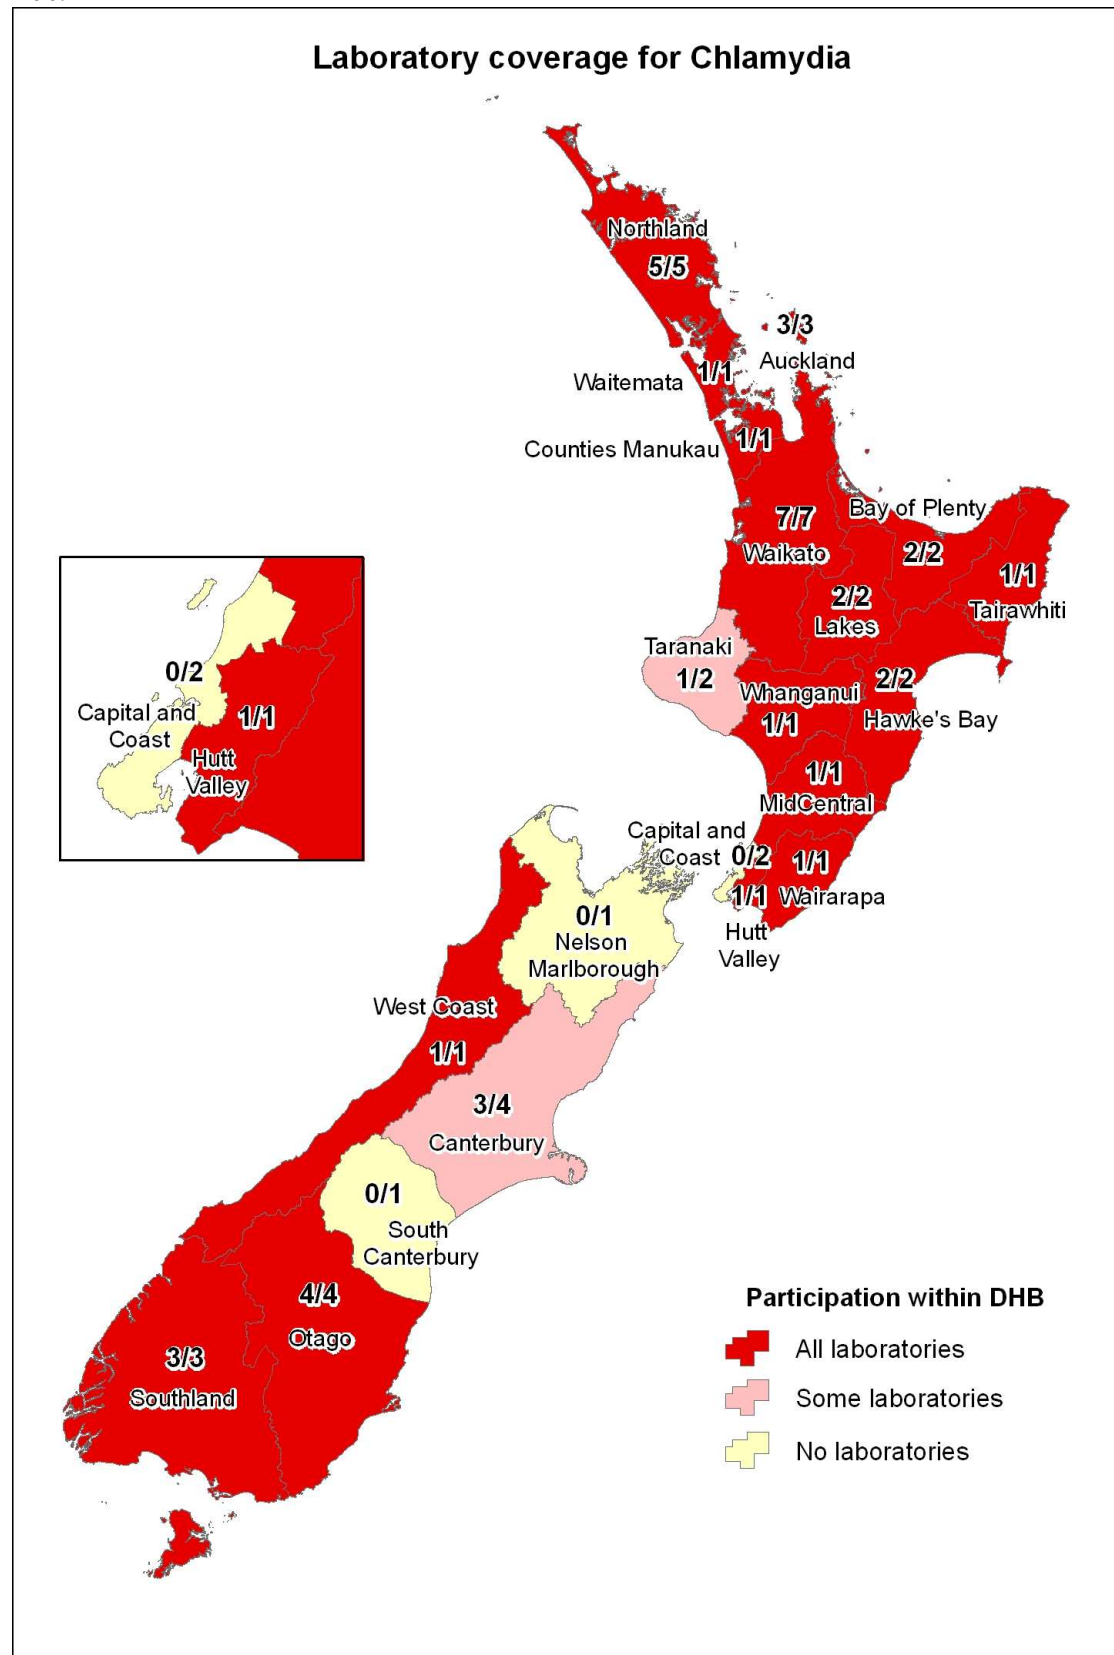 Laboratory coverage for Chlamydia
Northland
5/5
3/3
Auckland
1/1
Waitemata
1/1
Counties Manukau
7/7
Waikato
Bay of Plenty
2/2
1/1
Tairawhiti
2/2
Lakes
Taranaki
1/2
Whanganui
1/1
2/2
Hawke's Bay
1/1
MidCentral
0/2
Capital and
Coast
1/1
Hutt
Valley
Capital and
Coast
0/2
1/1
Wairarapa
1/1
Hutt
Valley
0/1
Nelson
Marlborough
West Coast
1/1
3/4
Canterbury
0/1
South
Canterbury
4/4
Otago
3/3
Southland
Participation within DHB
All laboratories
Some laboratories
No laboratories